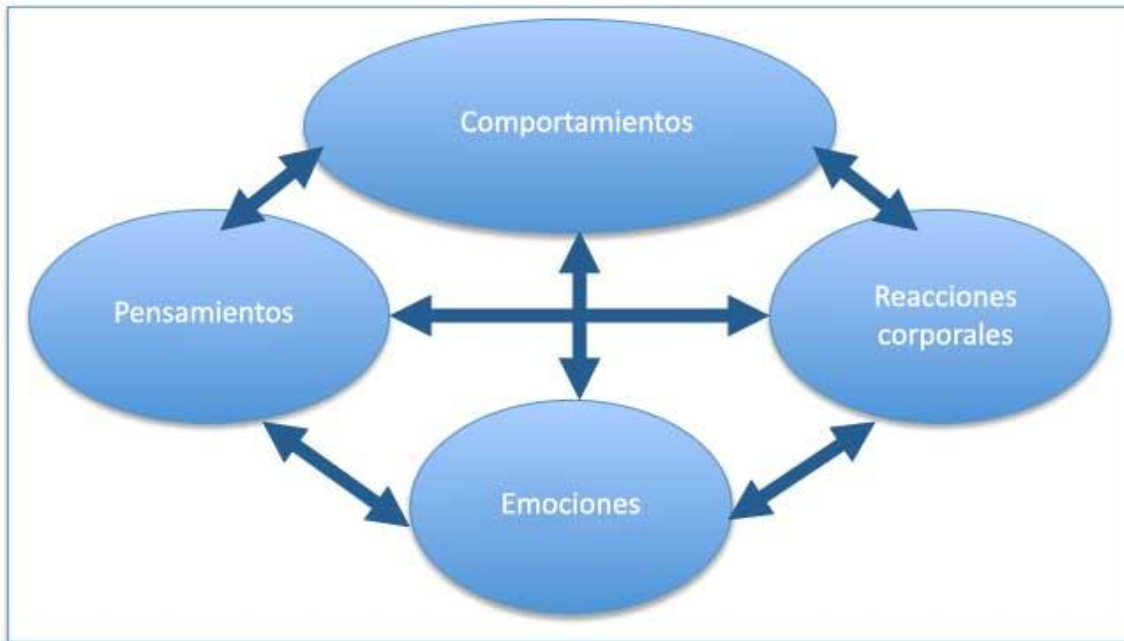 Comportamientos
Pensamientos
Reacciones
corporales
Emociones